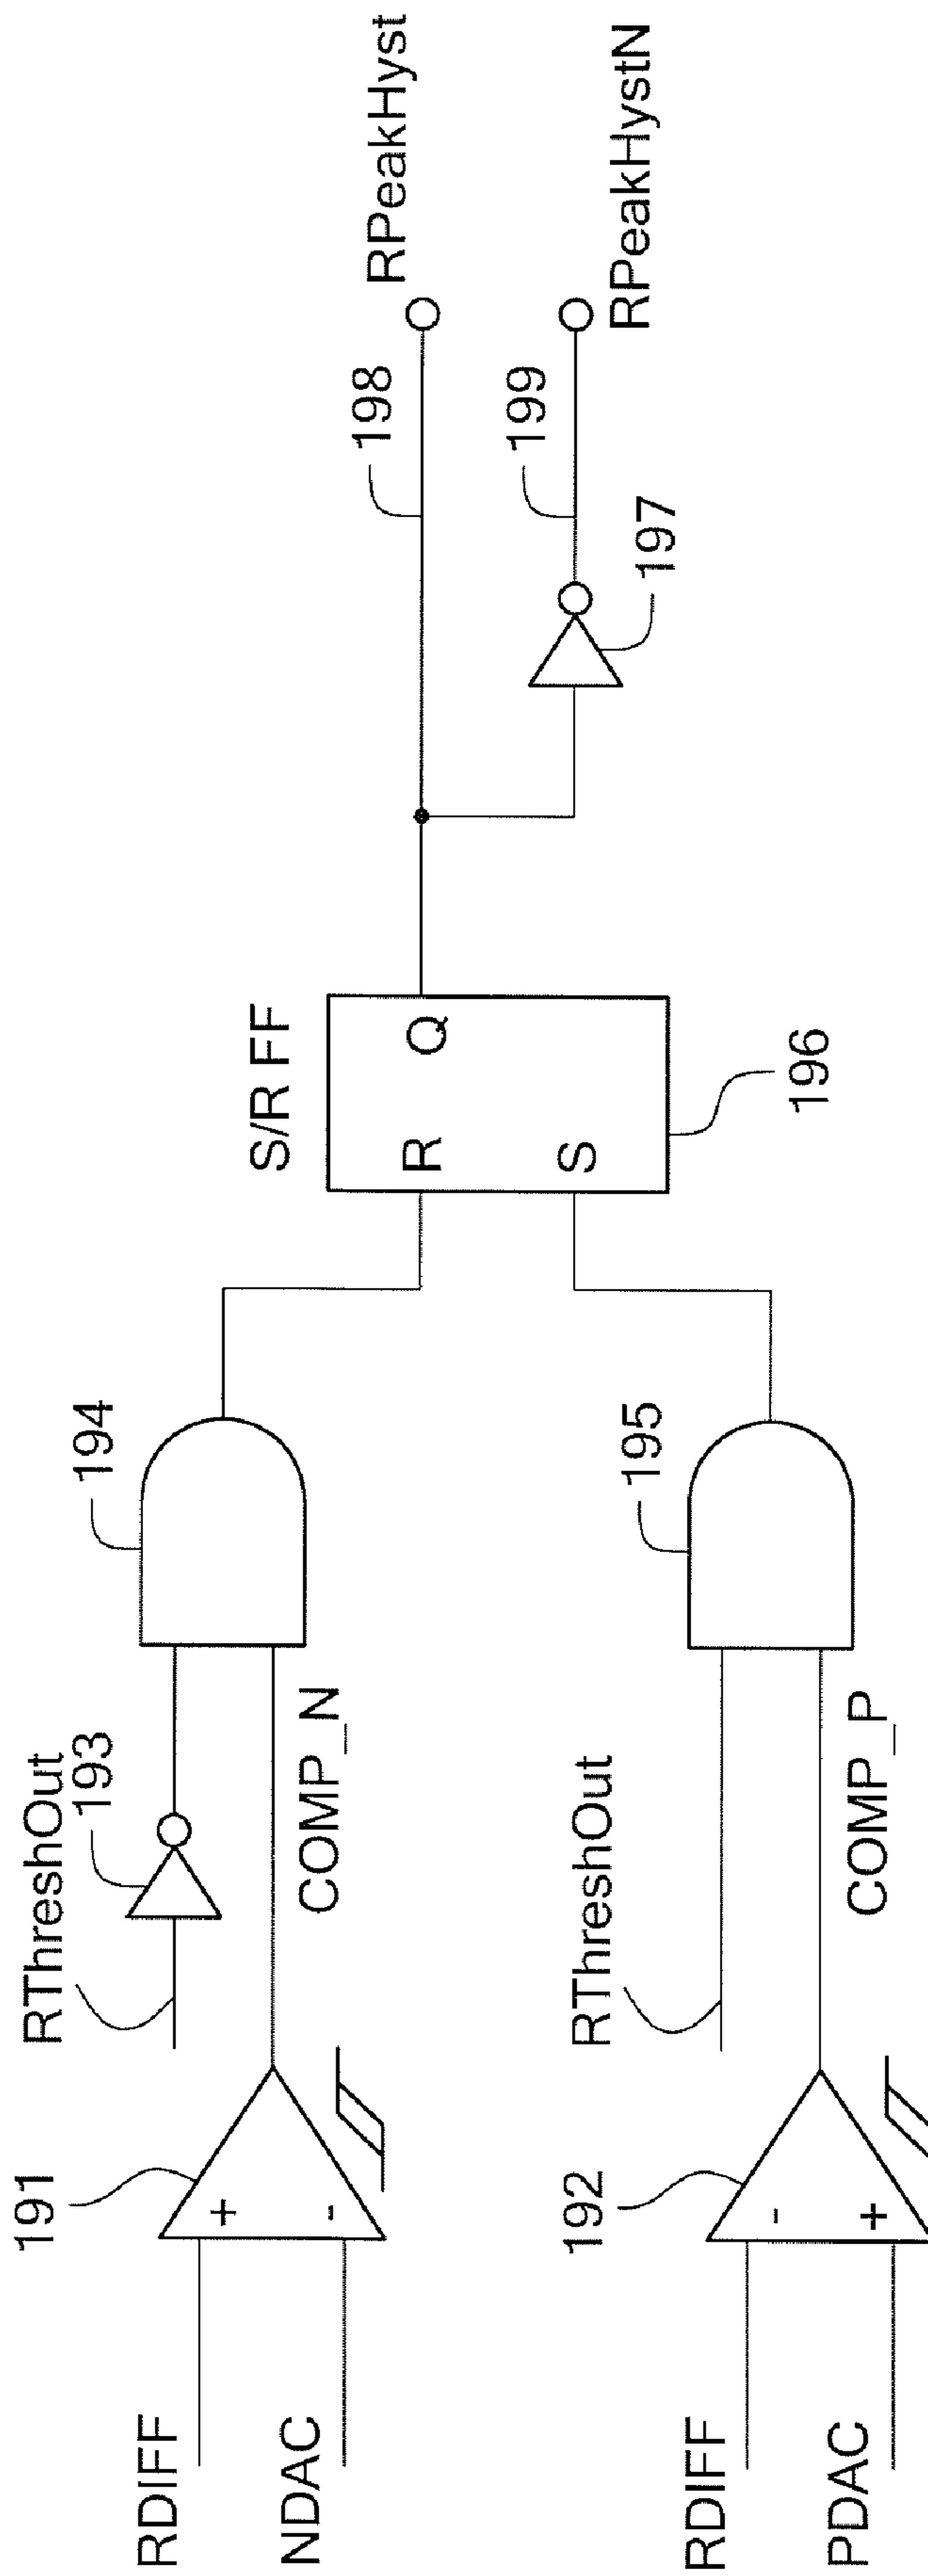 RDIFF
NDAC
191
+
-
RThreshOut
193
COMP_N
194
RDIFF
PDAC
192
-
+
RThreshOut
COMP_P
195
S/R FF
R
Q
S
196
198
RPeakHyst
199
197
RPeakHystN